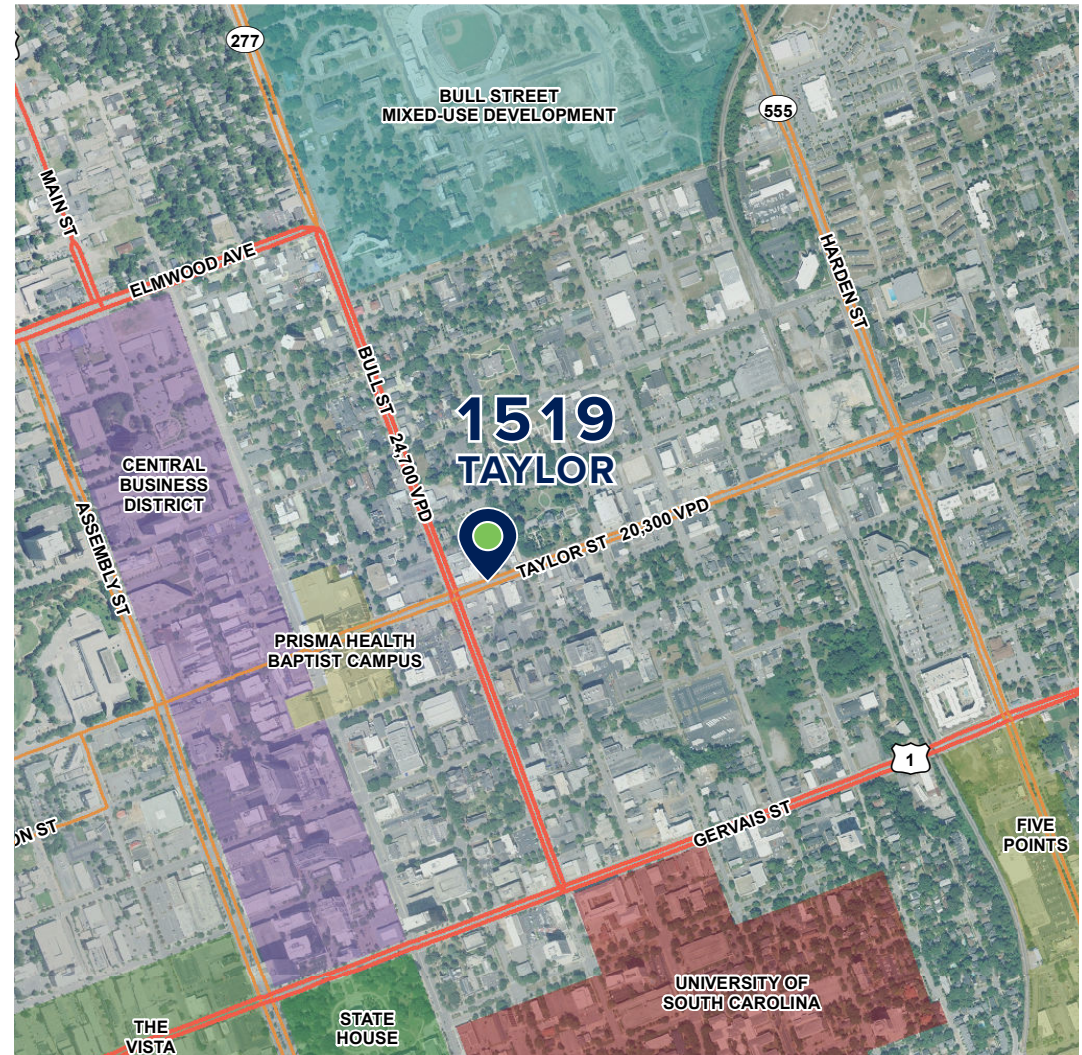 277
BULL STREET
MIXED-USE DEVELOPMENT
555
MAIN ST
ELMWOOD AVE
HARDEN ST
BULL ST 24,700 VPD
1519
TAYLOR
CENTRAL
BUSINESS
DISTRICT
ASSEMBLY ST
TAYLOR ST 20,300 VPD
PRISMA HEALTH
BAPTIST CAMPUS
1
GERVAIS ST
ON ST
FIVE
POINTS
UNIVERSITY OF
SOUTH CAROLINA
THE
VISTA
STATE
HOUSE